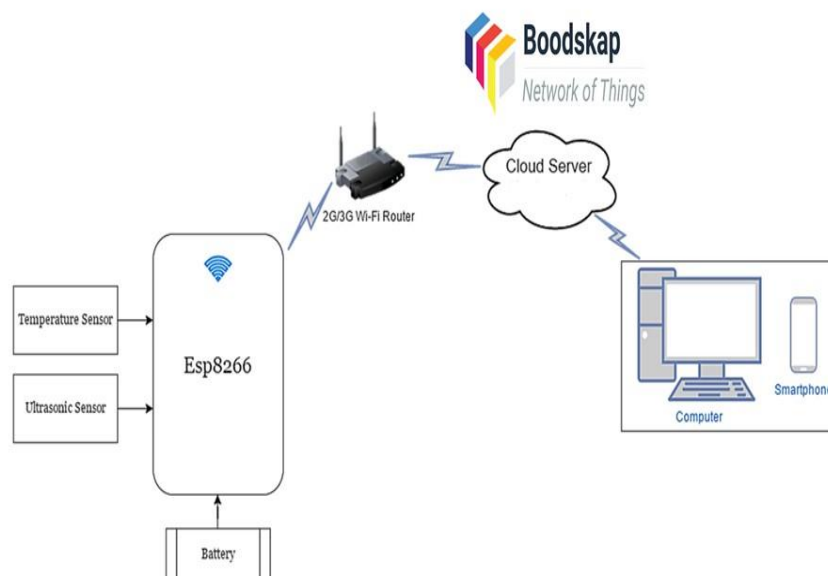 Boodskap
Network of Things
Cloud Server
2G/3G Wi-Fi Router
Temperature Sensor
Esp8266
Ultrasonic Sensor
Smartphone
Computer
Battery